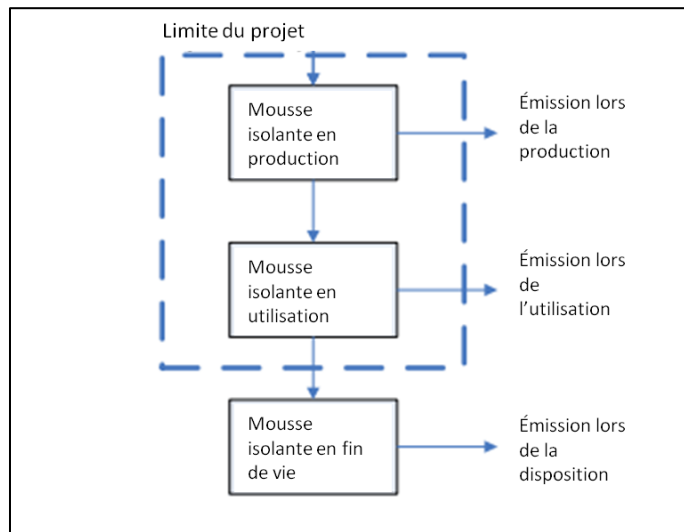 Limite du projet
Mousse
isolante en
production
Émission lors
de la
production
Mousse
isolante en
utilisation
Émission lors
de
l’utilisation
Mousse
isolante en fin
de vie
Émission lors
de la
disposition